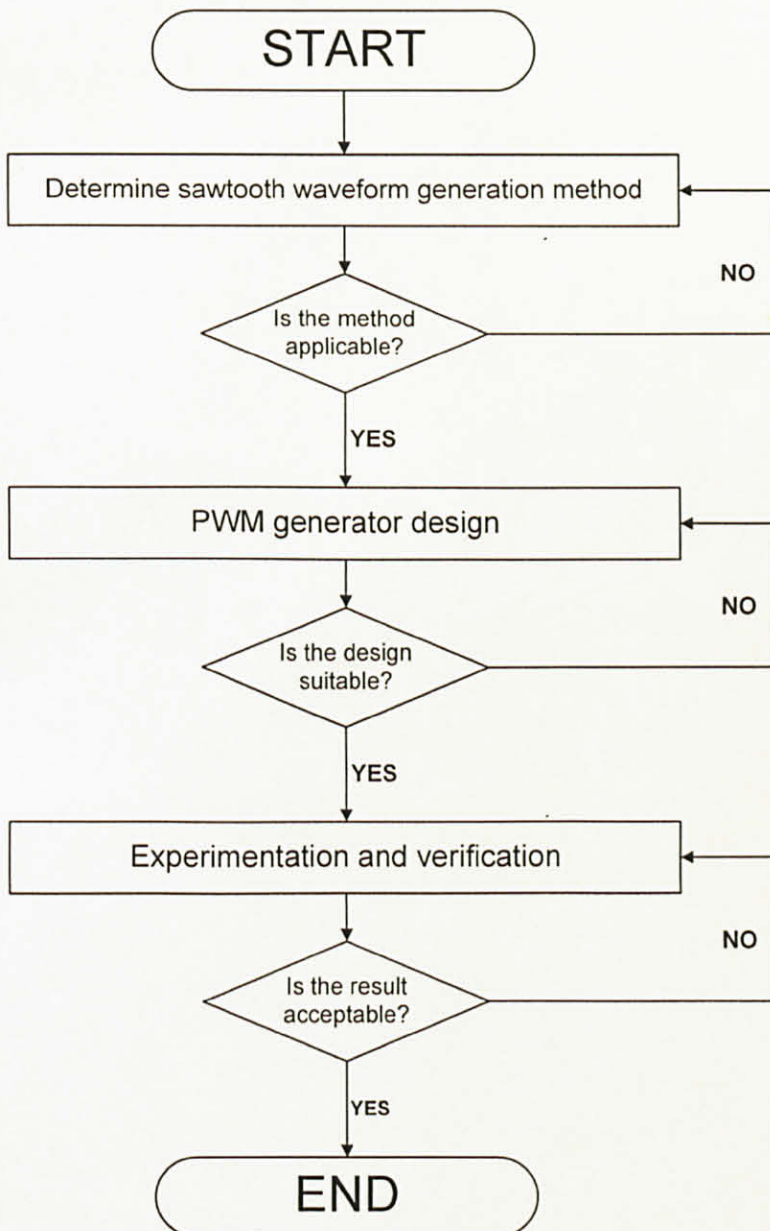 START
Determine sawtooth waveform generation method
NO
Is the method
applicable?
YES
PWM generator design
NO
Is the design
suitable?
YES
Experimentation and verification
NO
Is the result
acceptable?
YES
END